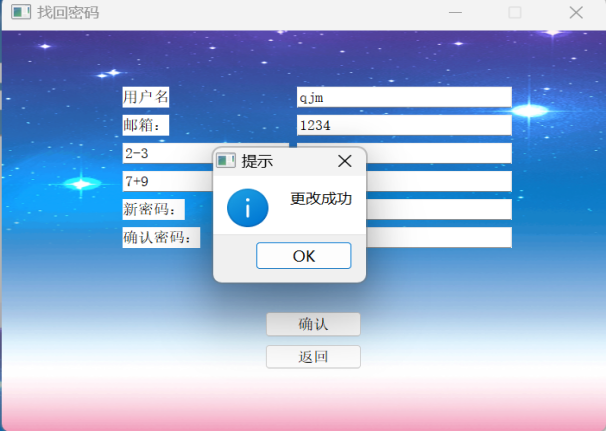 找回密码
用户名
qjm
邮箱：
1234
2-3
7+9
新密码：
确认密码：
提示
更改成功
OK
确认
返回